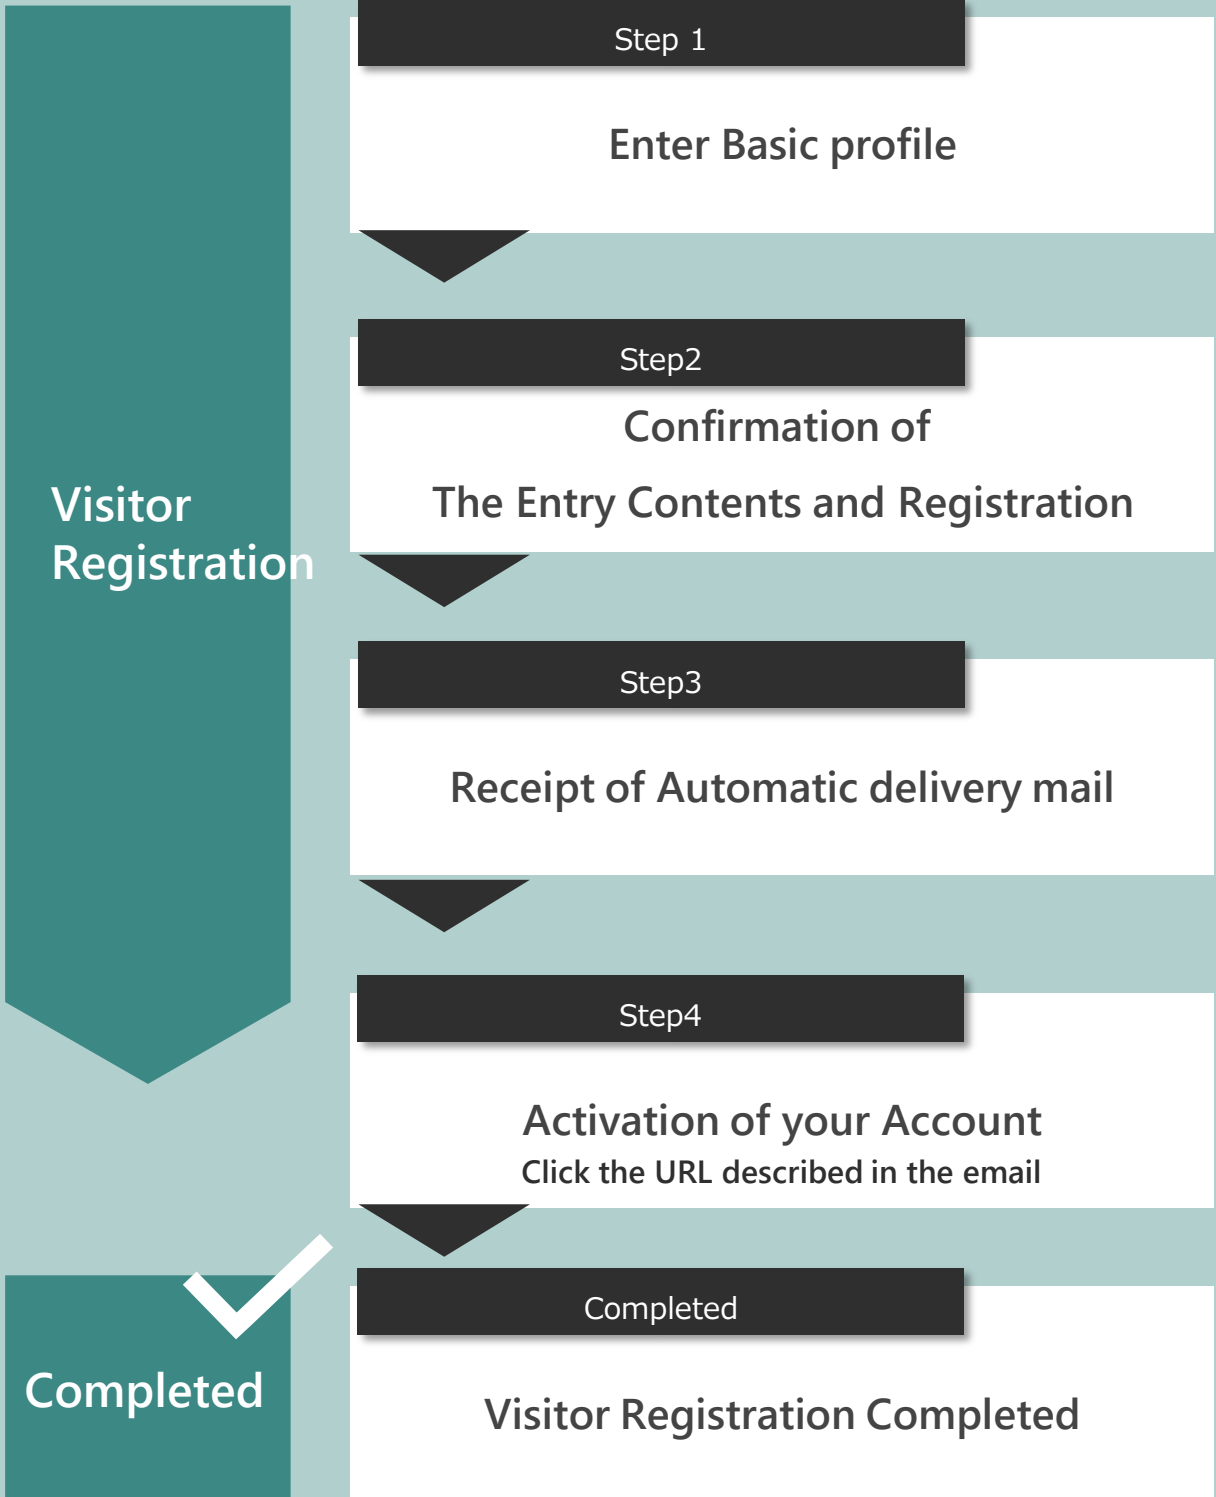 Step 1
Enter Basic profile
Step2
Confirmation of
The Entry Contents and Registration
Visitor
Registration
Step3
Receipt of Automatic delivery mail
Step4
Activation of your Account
Click the URL described in the email
Completed
Completed
Visitor Registration Completed